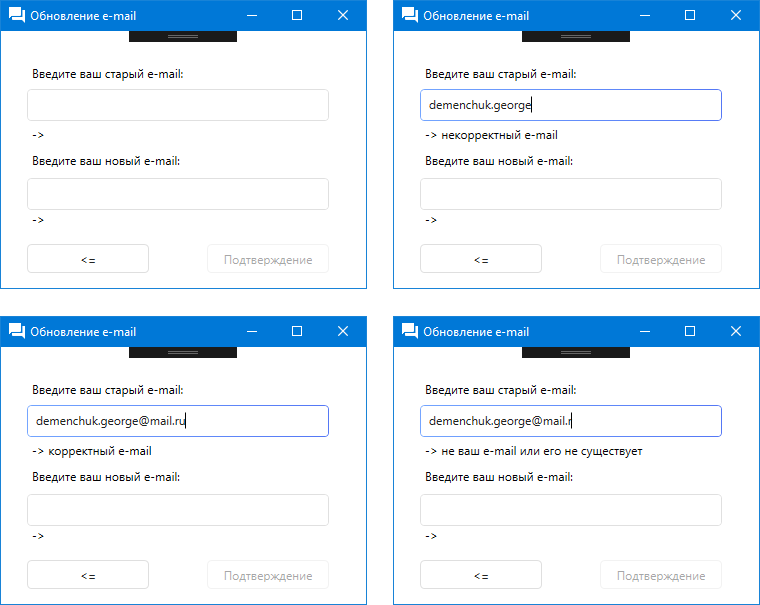 Обновление e-mail
Введите ваш старый e-mail:
->
Введите ваш новый e-mail:
->
<=
Подтверждение
Обновление e-mail
Введите ваш старый e-mail:
demenchuk.george
-> некорректный e-mail
Введите ваш новый e-mail:
->
<=
Подтверждение
Обновление e-mail
Введите ваш старый e-mail:
demenchuk.george@mail.ru
-> корректный e-mail
Введите ваш новый e-mail:
->
<=
Подтверждение
Обновление e-mail
Введите ваш старый e-mail:
demenchuk.george@mail.r
-> не ваш e-mail или его не существует
Введите ваш новый e-mail:
->
<=
Подтверждение